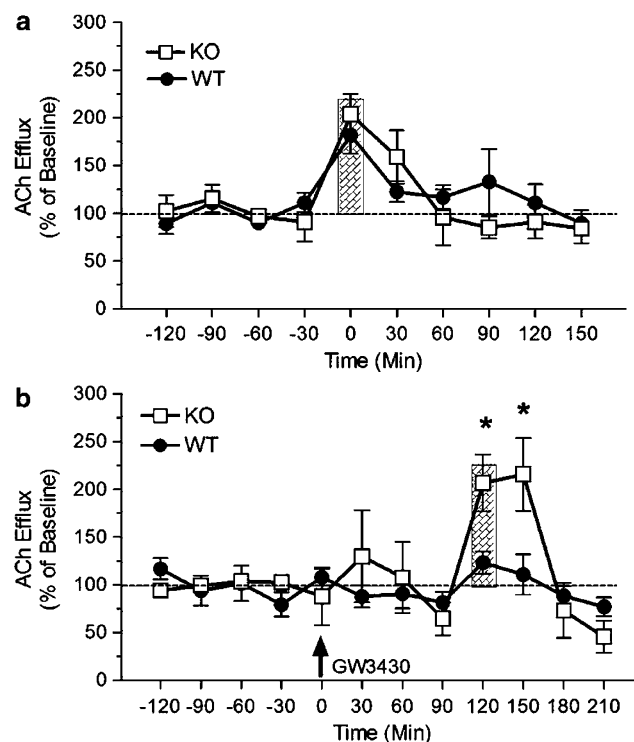 a
300
250
200
150
100
50
0
KO
WT
ACh Efflux
(% of Baseline)
-120 -90 -60 -30 0 30 60 90 120 150
Time (Min)
b
300
250
200
150
100
50
0
KO
WT
* *
ACh Efflux
(% of Baseline)
GW3430
-120 -90 -60 -30 0 30 60 90 120 150 180 210
Time (Min)